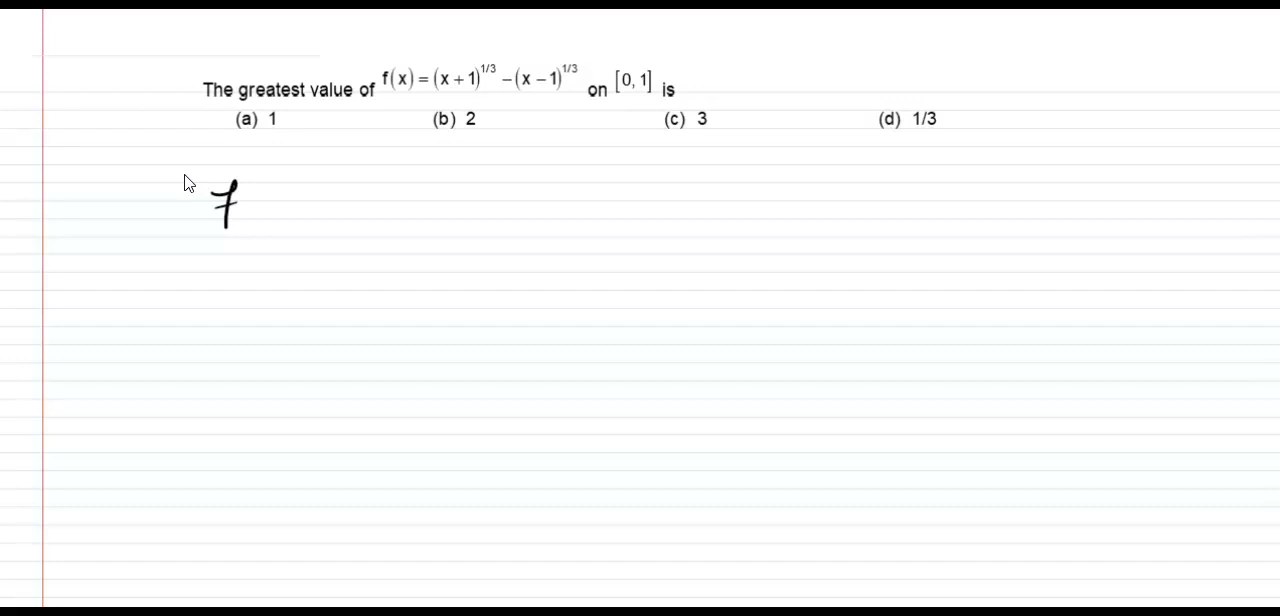 The greatest value of f(x) = (x + 1)^{1/3} − (x − 1)^{1/3} on [0, 1] is
(a) 1 (b) 2 (c) 3 (d) 1/3
7